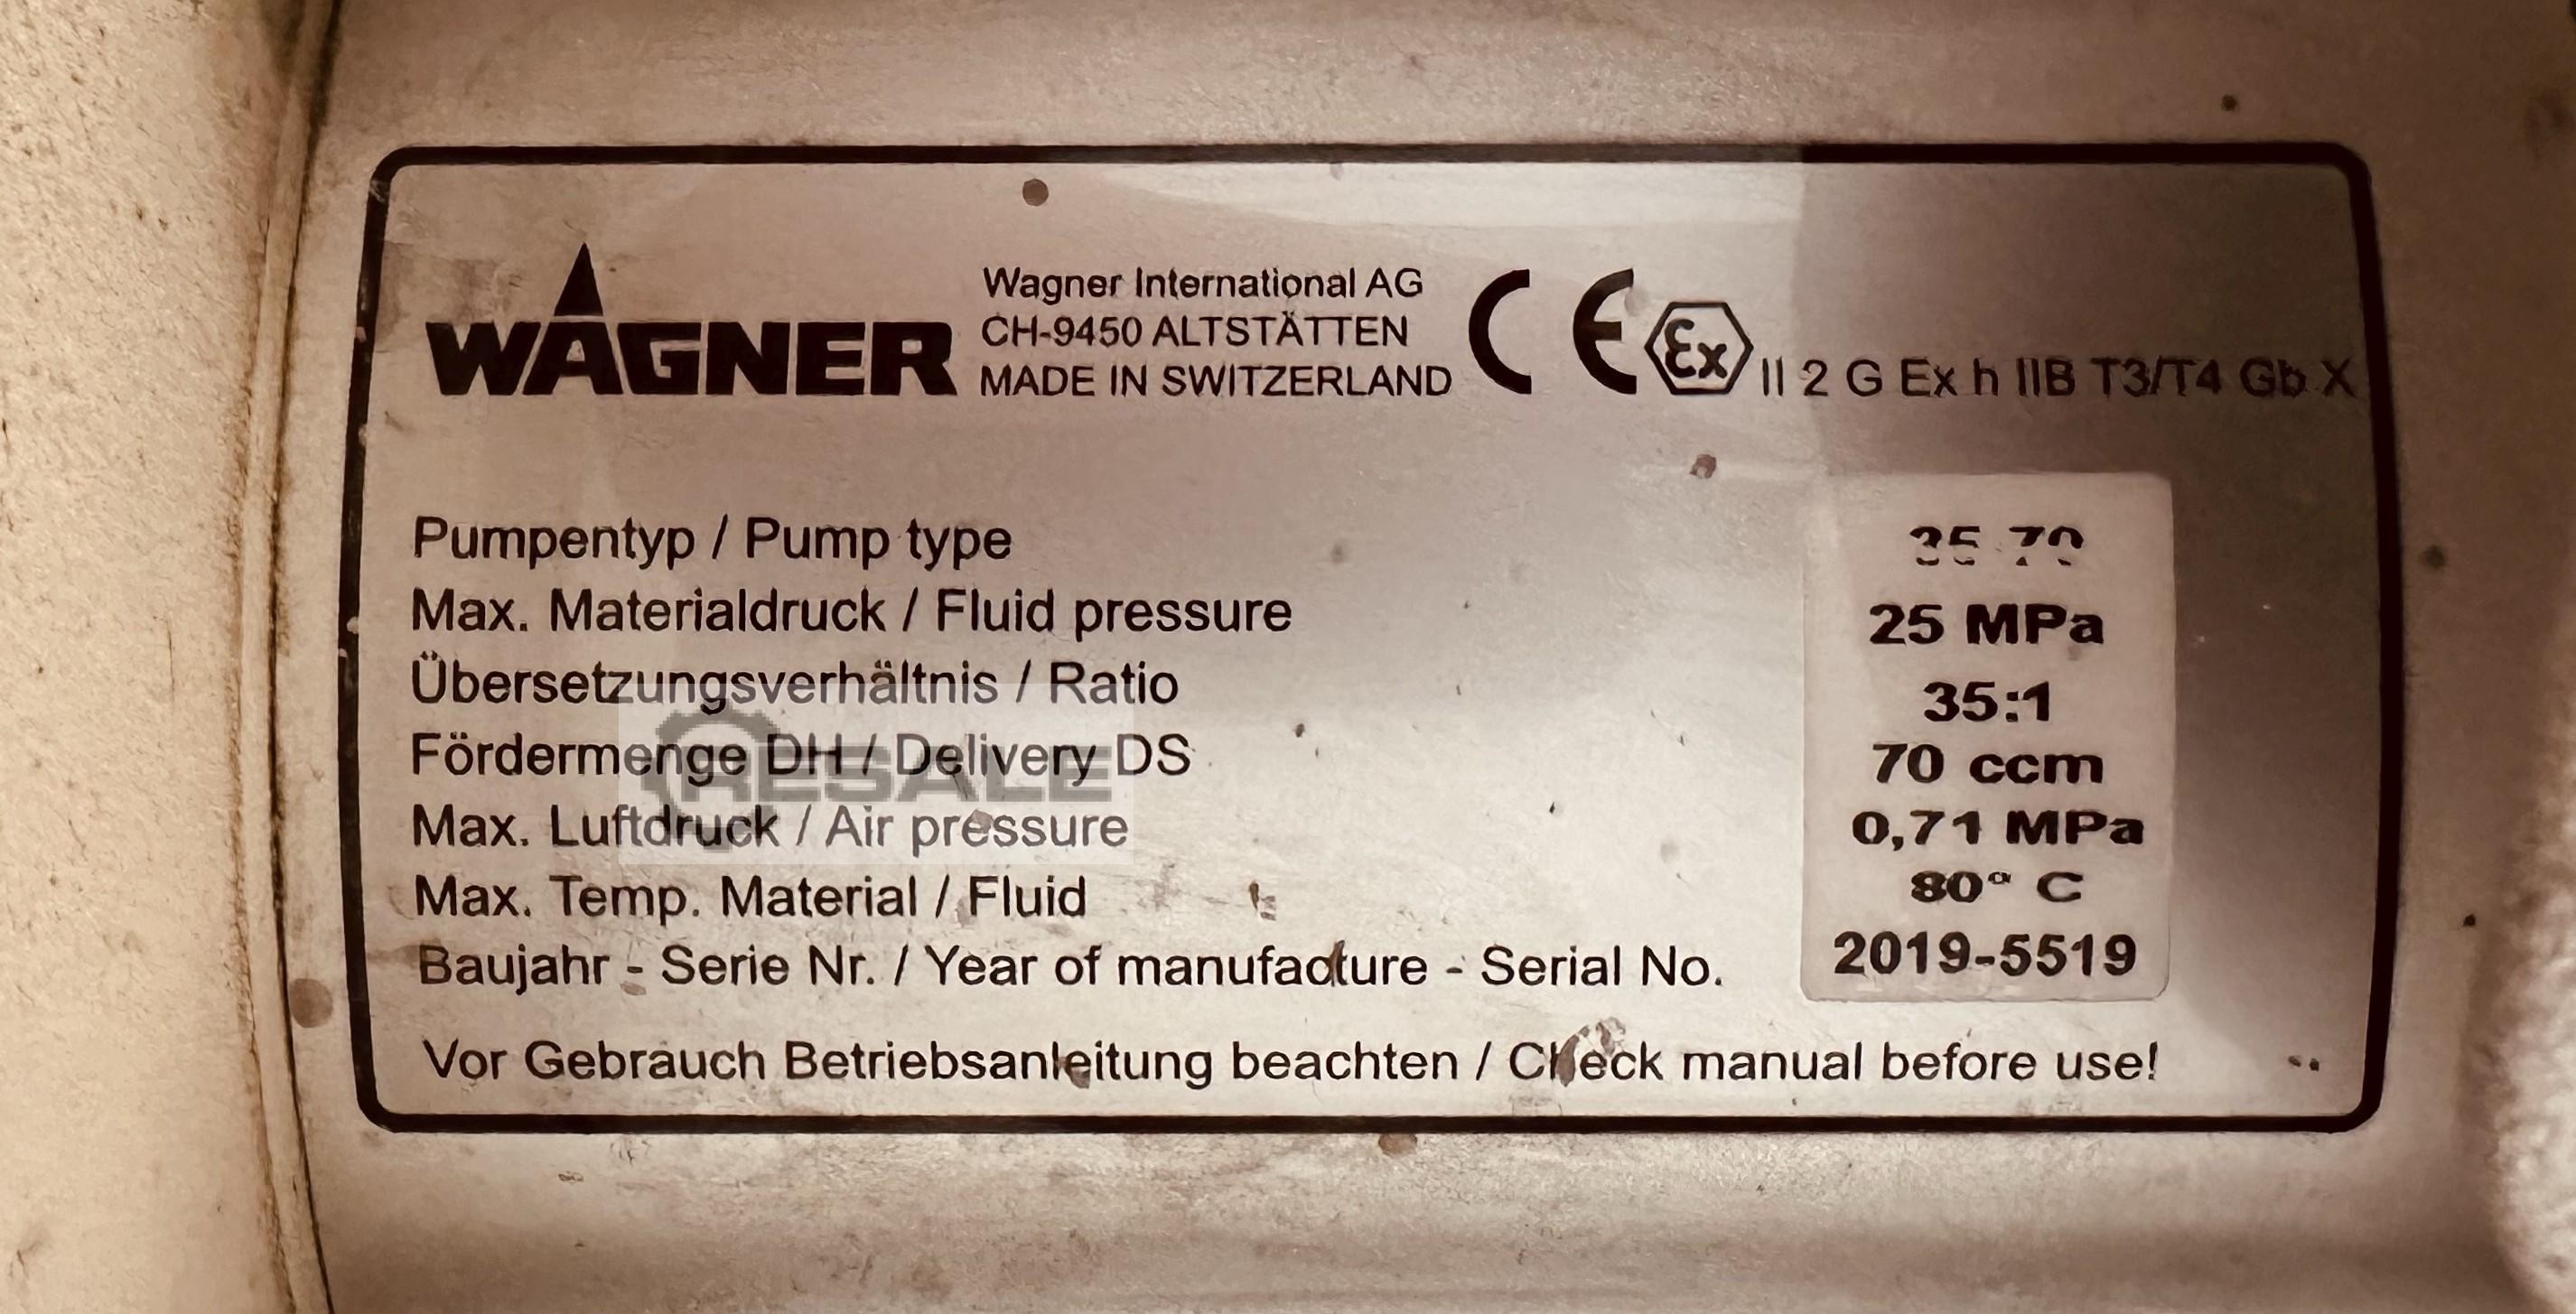 WAGNER
Wagner International AG
CH-9450 ALTSTÄTTEN
MADE IN SWITZERLAND
CE Ex II 2 G Ex h IIB T3/T4 Gb X
Pumpentyp / Pump type 35-70
Max. Materialdruck / Fluid pressure 25 MPa
Übersetzungsverhältnis / Ratio 35:1
Fördermenge DH / Delivery DS 70 ccm
Max. Luftdruck / Air pressure 0,71 MPa
Max. Temp. Material / Fluid 80° C
Baujahr - Serie Nr. / Year of manufacture - Serial No. 2019-5519
Vor Gebrauch Betriebsanleitung beachten / Check manual before use!
RESALE